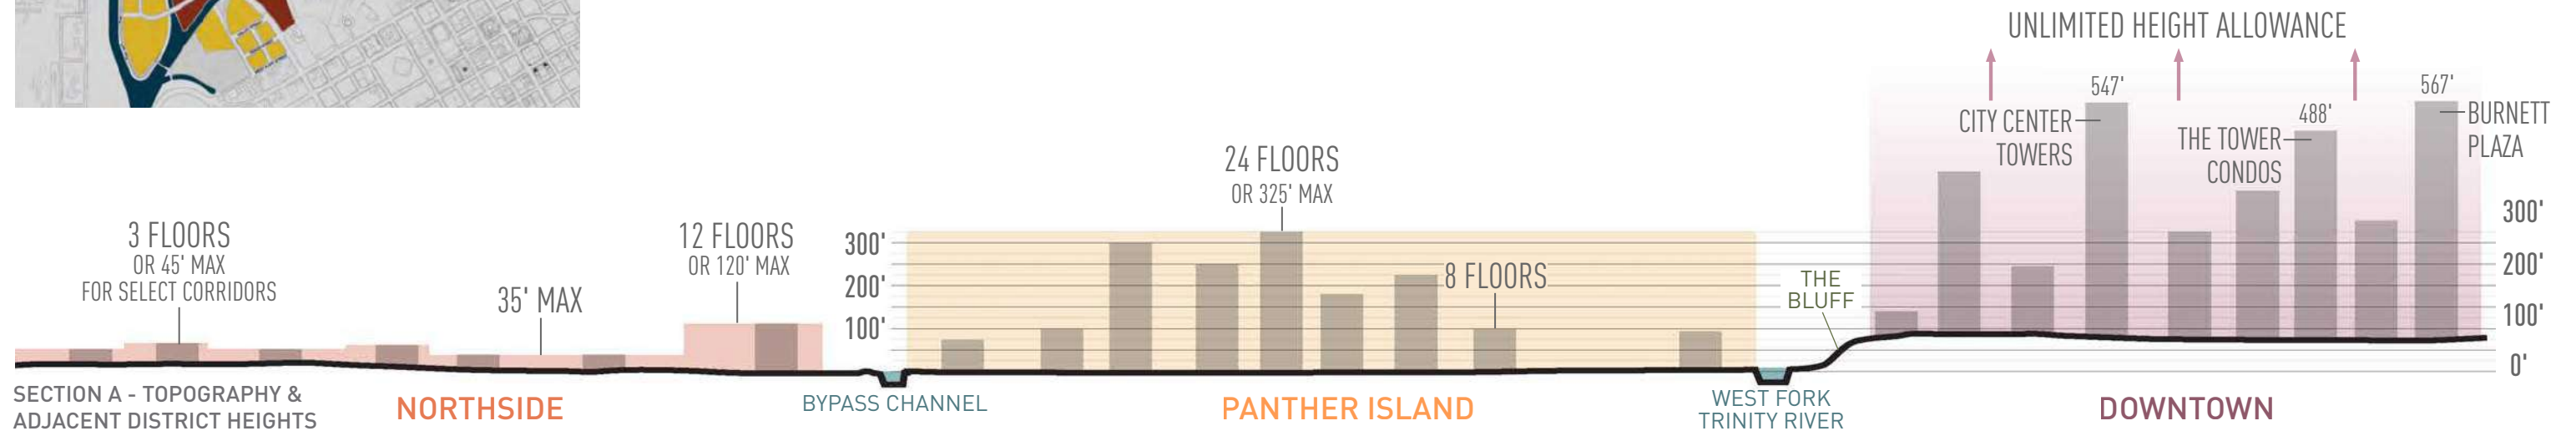 UNLIMITED HEIGHT ALLOWANCE
547'
567'
CITY CENTER
TOWERS
488'
THE TOWER
CONDOS
BURNETT
PLAZA
24 FLOORS
OR 325' MAX
3 FLOORS
OR 45' MAX
FOR SELECT CORRIDORS
35' MAX
12 FLOORS
OR 120' MAX
300'
200'
100'
8 FLOORS
THE
BLUFF
300'
200'
100'
0'
SECTION A - TOPOGRAPHY &
ADJACENT DISTRICT HEIGHTS
NORTHSIDE
BYPASS CHANNEL
PANTHER ISLAND
WEST FORK
TRINITY RIVER
DOWNTOWN